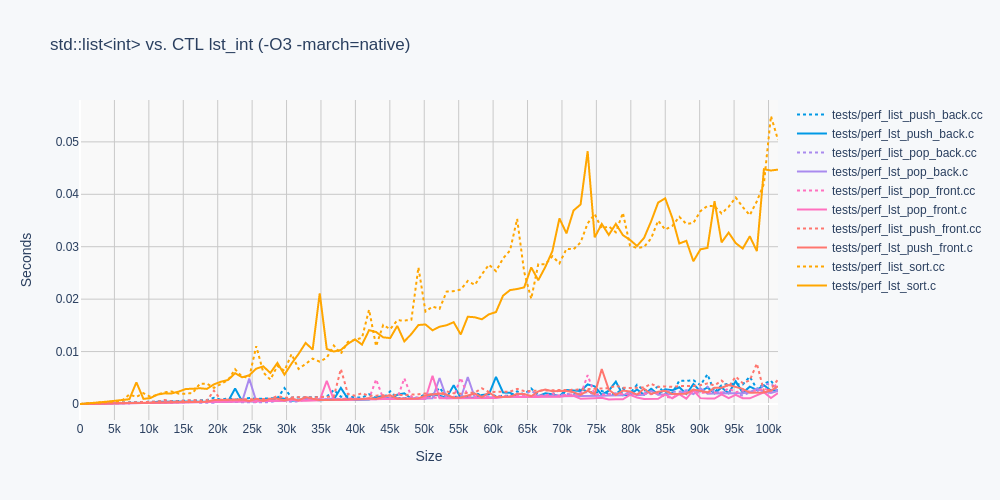 std::list<int> vs. CTL lst_int (-O3 -march=native)
0.05
0.04
0.03
0.02
0.01
0
Seconds
0 5k 10k 15k 20k 25k 30k 35k 40k 45k 50k 55k 60k 65k 70k 75k 80k 85k 90k 95k 100k
Size
tests/perf_list_push_back.cc
tests/perf_lst_push_back.c
tests/perf_list_pop_back.cc
tests/perf_lst_pop_back.c
tests/perf_list_pop_front.cc
tests/perf_lst_pop_front.c
tests/perf_list_push_front.cc
tests/perf_lst_push_front.c
tests/perf_list_sort.cc
tests/perf_lst_sort.c